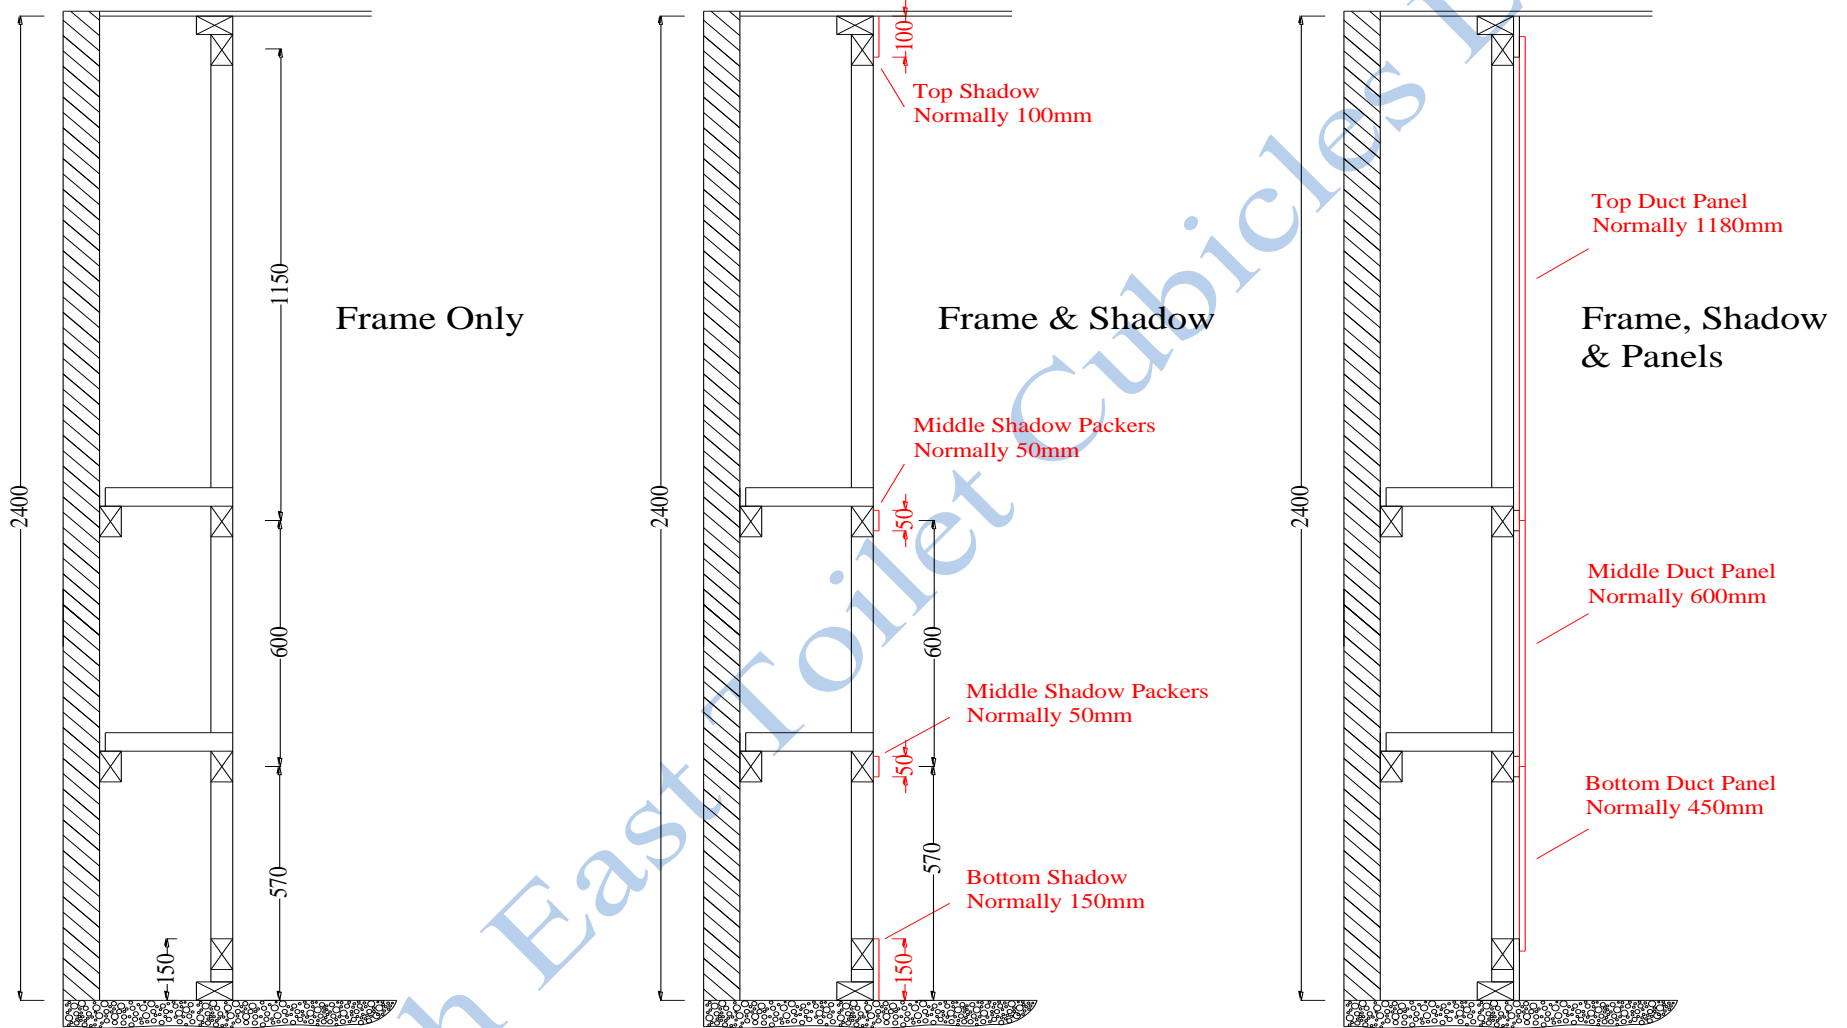 2400
1150
Frame Only
600
570
150
2400
100
Top Shadow
Normally 100mm
Frame & Shadow
Middle Shadow Packers
Normally 50mm
50
600
Middle Shadow Packers
Normally 50mm
50
570
Bottom Shadow
Normally 150mm
150
2400
Top Duct Panel
Normally 1180mm
Frame, Shadow
& Panels
Middle Duct Panel
Normally 600mm
Bottom Duct Panel
Normally 450mm
East Toilet Cubicles